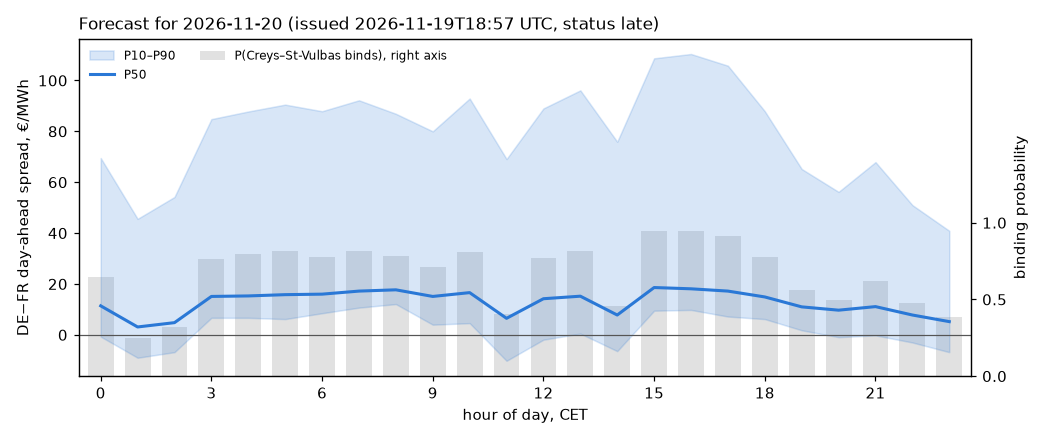 Forecast for 2026-11-20 (issued 2026-11-19T18:57 UTC, status late)
P10–P90
P50
P(Creys–St-Vulbas binds), right axis
DE−FR day-ahead spread, €/MWh
100
80
60
40
20
0
binding probability
1.0
0.5
0.0
0 3 6 9 12 15 18 21
hour of day, CET